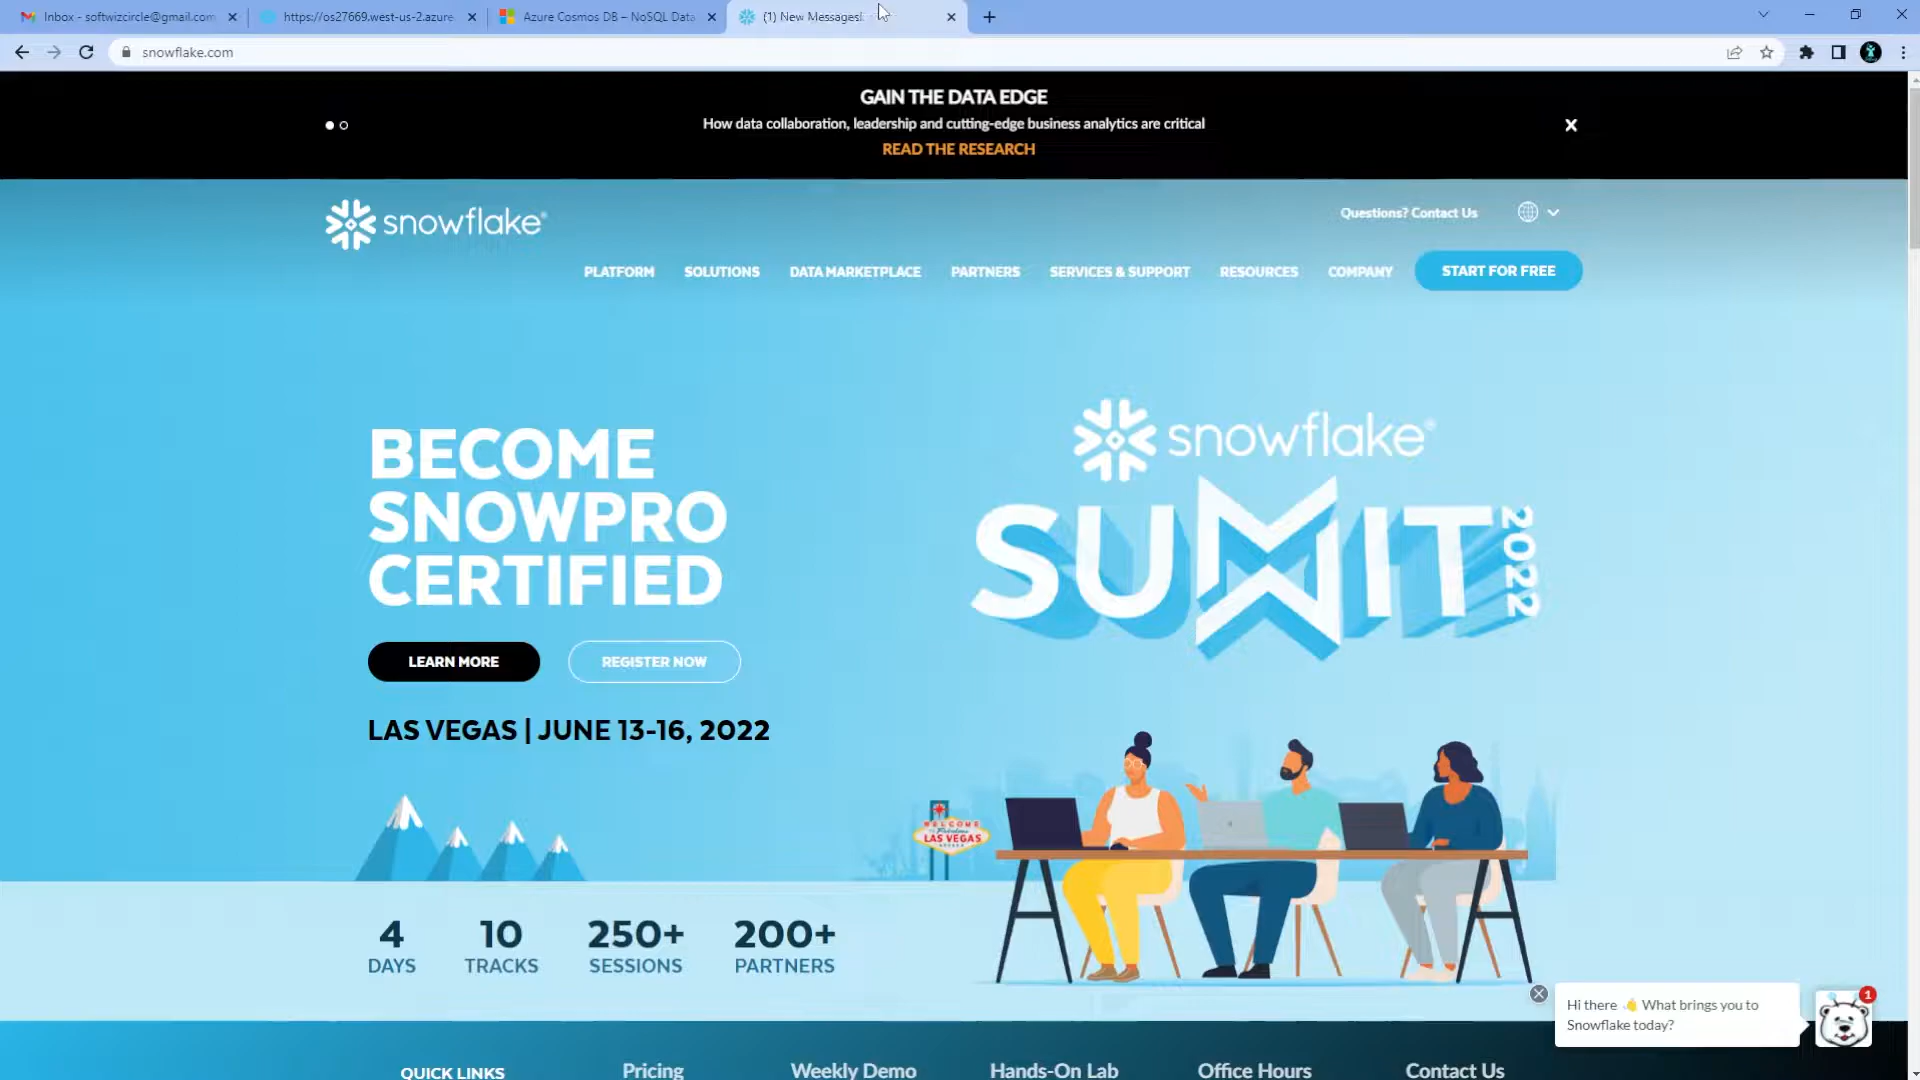 Inbox - softwizcircle@gmail.com
https://os27669.west-us-2.azure
Azure Cosmos DB – NoSQL Data
(1) New Messages!
snowflake.com
GAIN THE DATA EDGE
How data collaboration, leadership and cutting-edge business analytics are critical
READ THE RESEARCH
snowflake®
Questions? Contact Us
PLATFORM SOLUTIONS DATA MARKETPLACE PARTNERS SERVICES & SUPPORT RESOURCES COMPANY START FOR FREE
BECOME
SNOWPRO
CERTIFIED
LEARN MORE REGISTER NOW
LAS VEGAS | JUNE 13-16, 2022
snowflake®
SUMMIT
2022
WELCOME
TO Fabulous
LAS VEGAS
NEVADA
4
DAYS
10
TRACKS
250+
SESSIONS
200+
PARTNERS
Hi there 👋 What brings you to
Snowflake today?
1
QUICK LINKS Pricing Weekly Demo Hands-On Lab Office Hours Contact Us